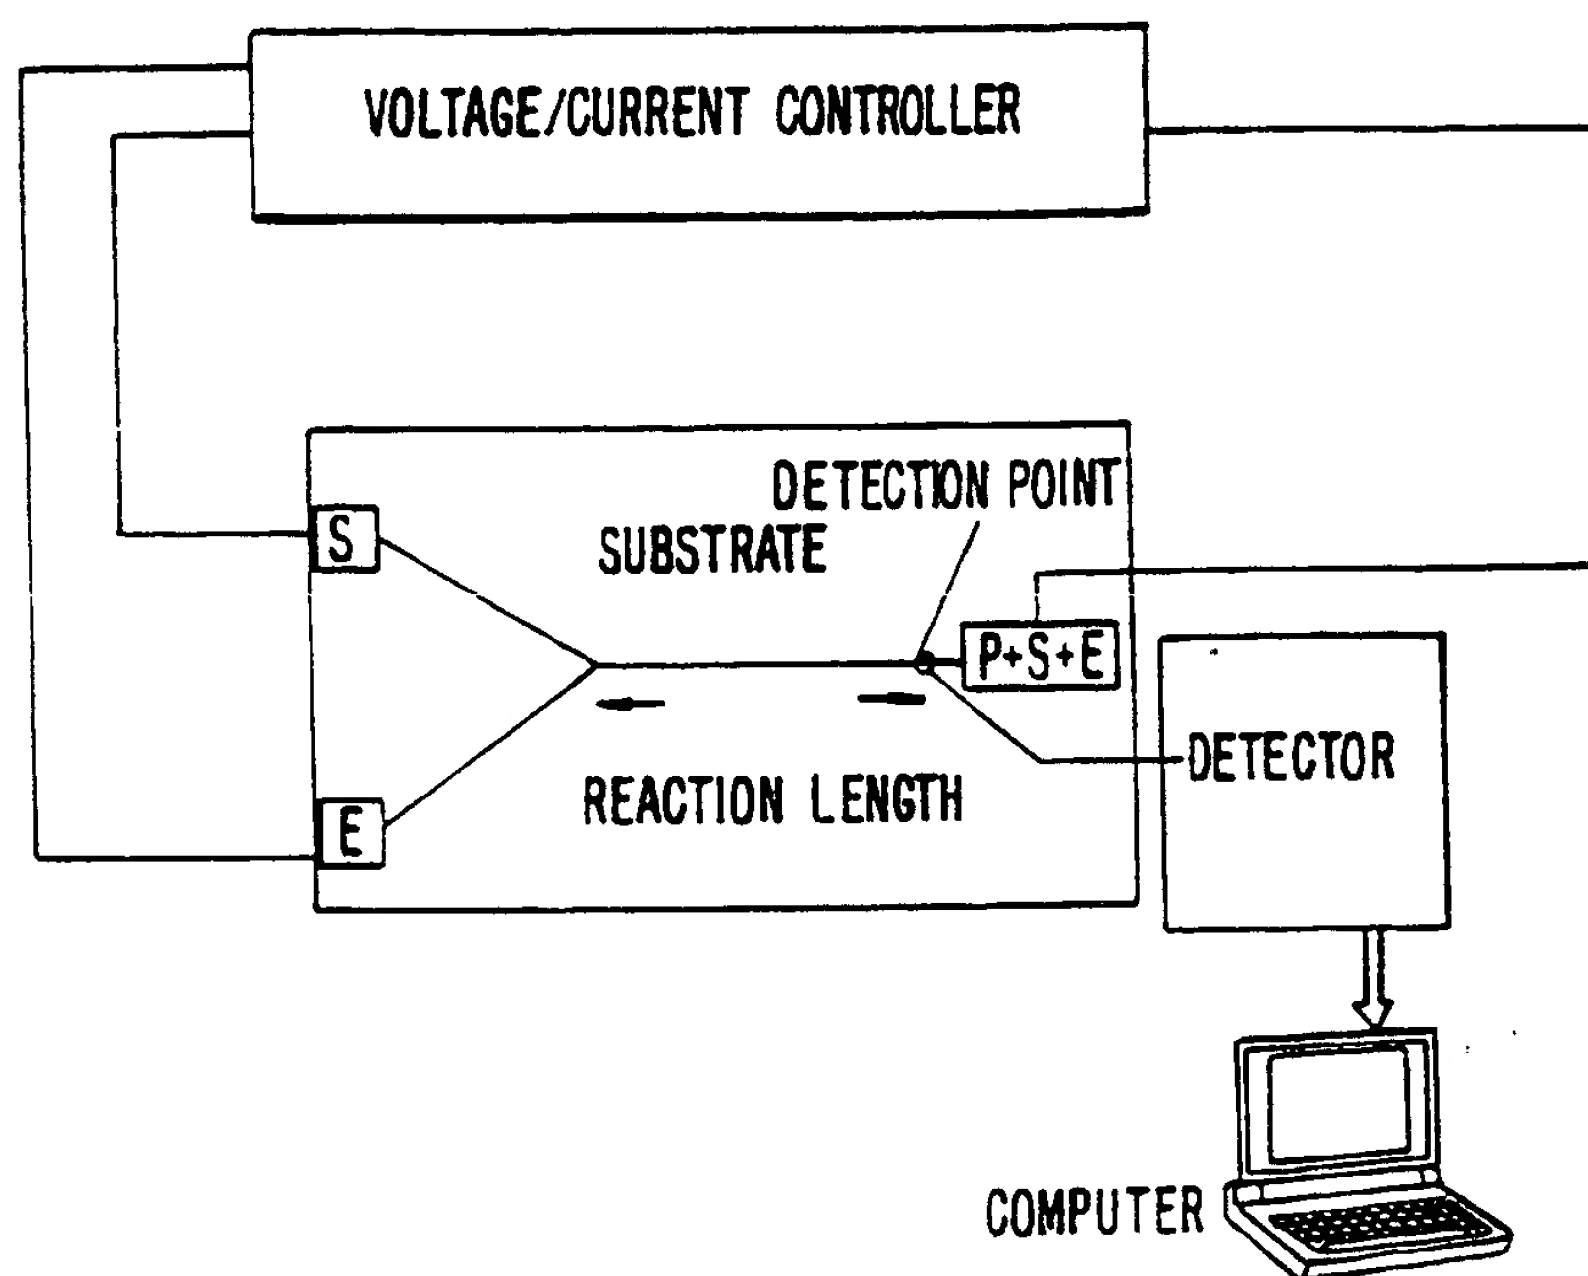 VOLTAGE/CURRENT CONTROLLER
DETECTION POINT
S
SUBSTRATE
P+S+E
DETECTOR
REACTION LENGTH
E
COMPUTER